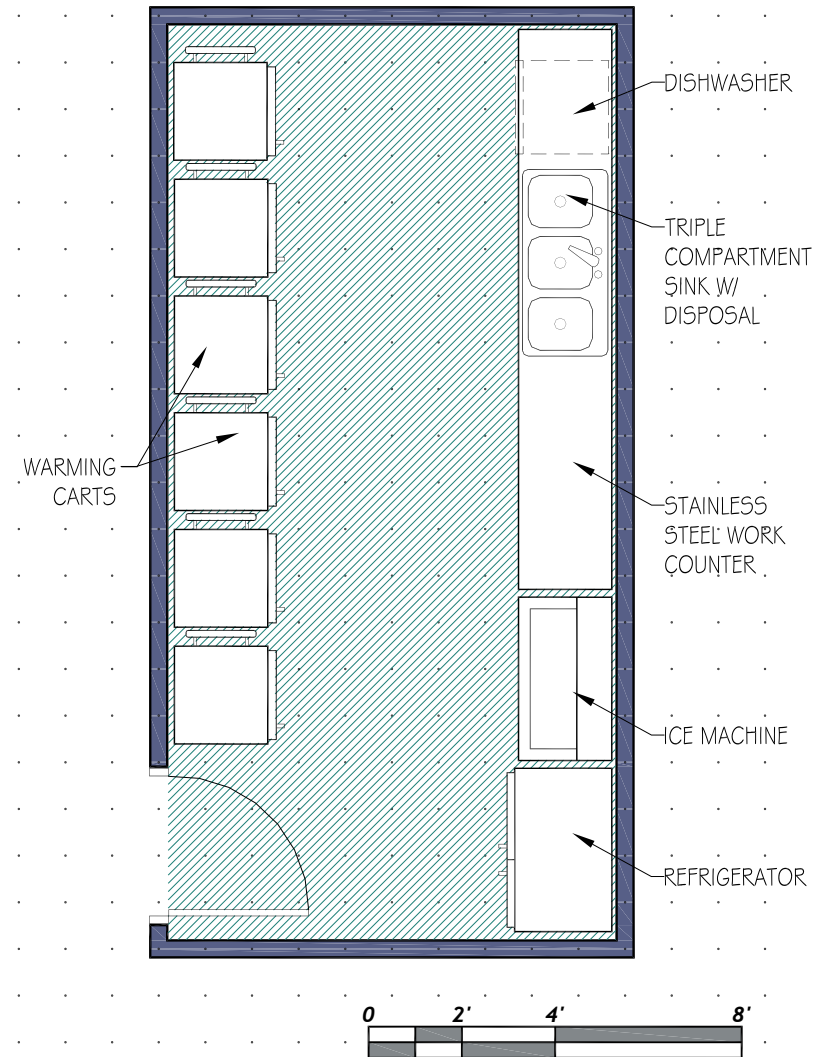 DISHWASHER
TRIPLE
COMPARTMENT
SINK W/
DISPOSAL
WARMING
CARTS
STAINLESS
STEEL WORK
COUNTER
ICE MACHINE
REFRIGERATOR
0 2' 4' 8'